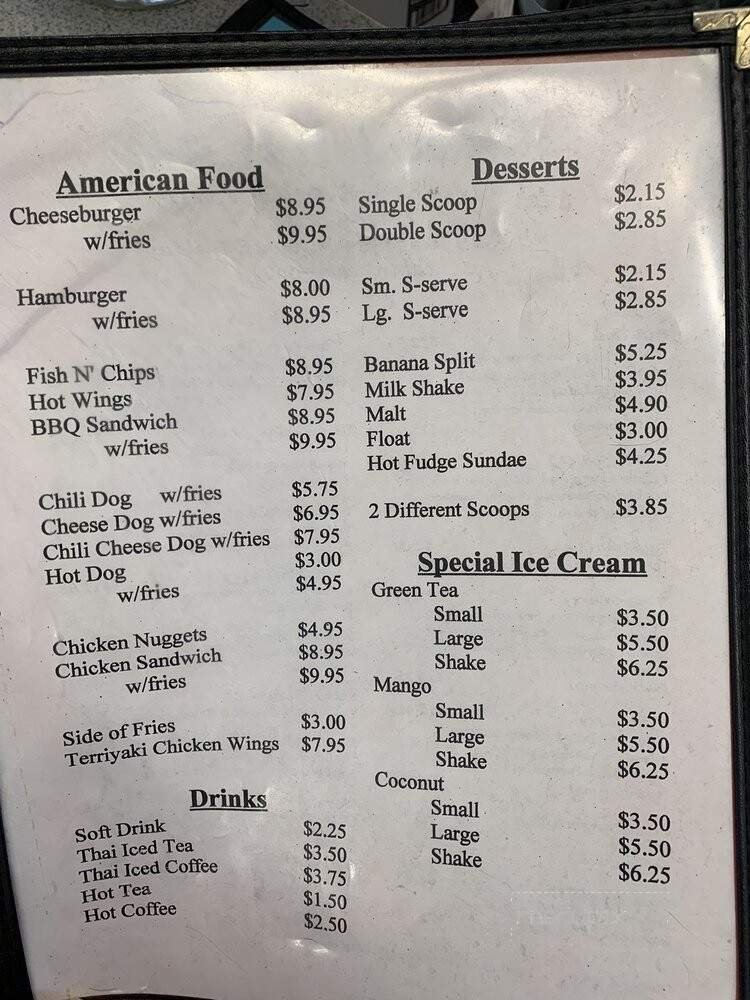 American Food
Cheeseburger $8.95
w/fries $9.95
Hamburger $8.00
w/fries $8.95
Fish N' Chips $8.95
Hot Wings $7.95
BBQ Sandwich $8.95
w/fries $9.95
Chili Dog w/fries $5.75
Cheese Dog w/fries $6.95
Chili Cheese Dog w/fries $7.95
Hot Dog $3.00
w/fries $4.95
Chicken Nuggets $4.95
Chicken Sandwich $8.95
w/fries $9.95
Side of Fries $3.00
Terriyaki Chicken Wings $7.95
Drinks
Soft Drink $2.25
Thai Iced Tea $3.50
Thai Iced Coffee $3.75
Hot Tea $1.50
Hot Coffee $2.50
Desserts
Single Scoop $2.15
Double Scoop $2.85
Sm. S-serve $2.15
Lg. S-serve $2.85
Banana Split $5.25
Milk Shake $3.95
Malt $4.90
Float $3.00
Hot Fudge Sundae $4.25
2 Different Scoops $3.85
Special Ice Cream
Green Tea
Small $3.50
Large $5.50
Shake $6.25
Mango
Small $3.50
Large $5.50
Shake $6.25
Coconut
Small $3.50
Large $5.50
Shake $6.25